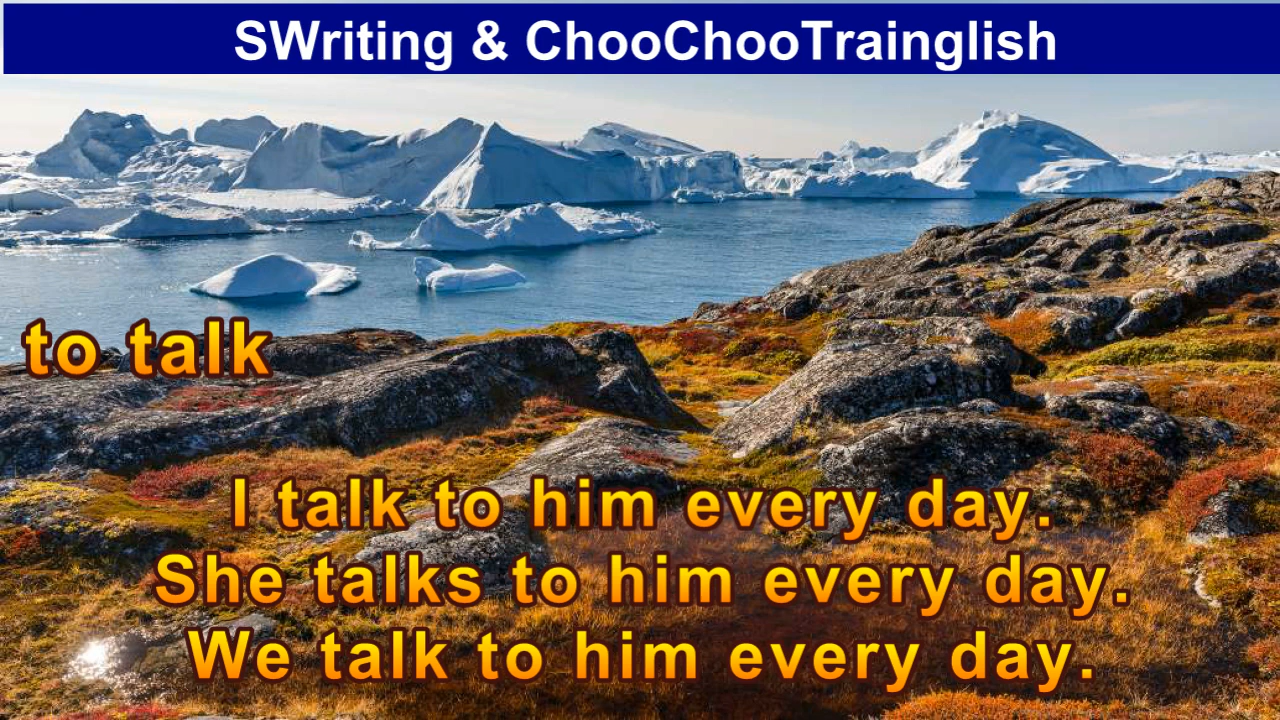 SWriting & ChooChooTrainglish
to talk
I talk to him every day.
She talks to him every day.
We talk to him every day.